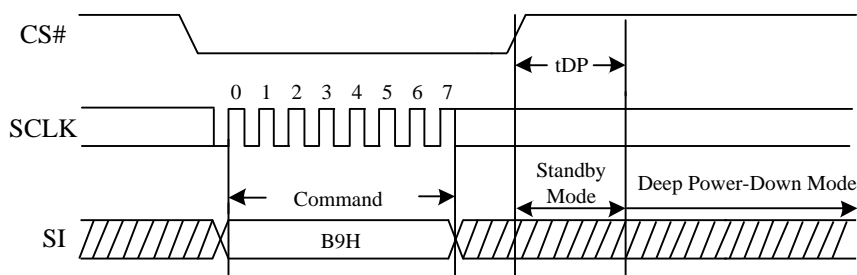 CS#
tDP
0 1 2 3 4 5 6 7
SCLK
Standby
Mode
Deep Power-Down Mode
Command
SI
B9H